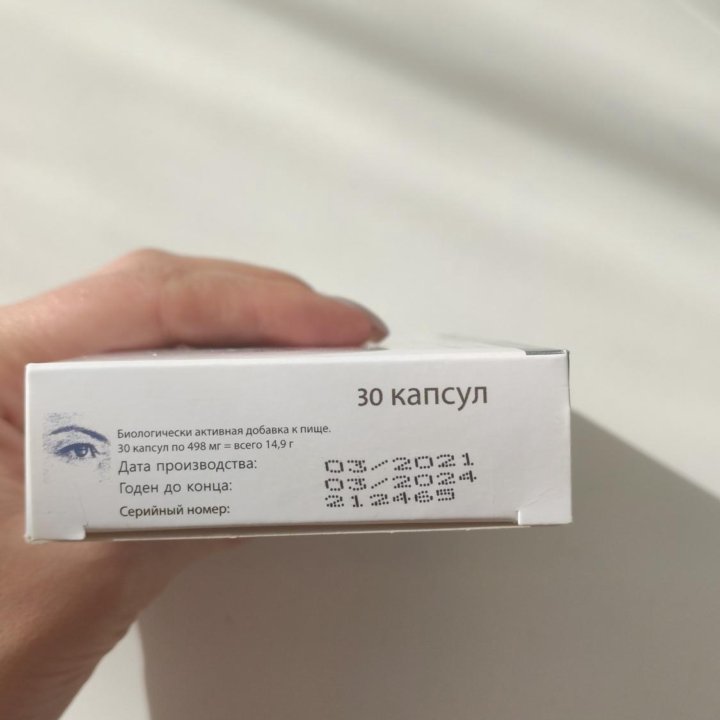 30 капсул
Биологически активная добавка к пище.
30 капсул по 498 мг = всего 14,9 г
Дата производства: 03/2021
Годен до конца: 03/2024
Серийный номер: 212465